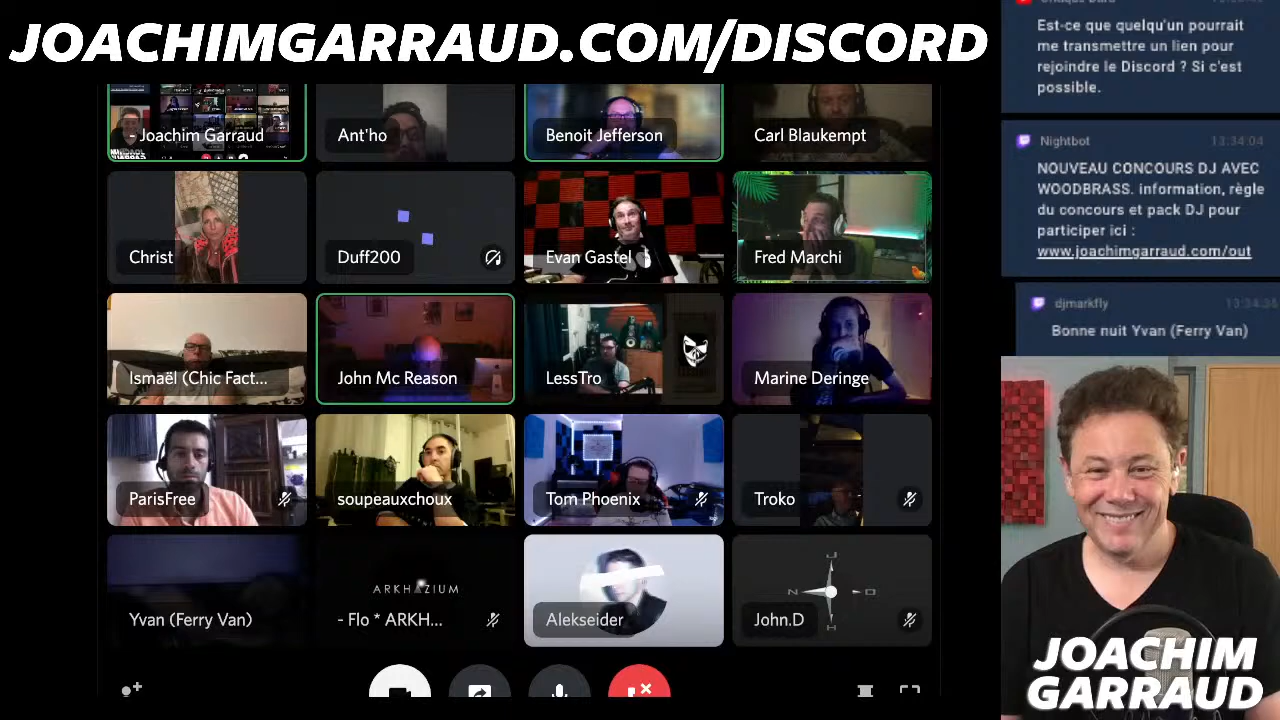 JOACHIMGARRAUD.COM/DISCORD
- Joachim Garraud
Ant'ho
Benoit Jefferson
Carl Blaukempt
Christ
Duff200
Evan Gastel
Fred Marchi
Ismaël (Chic Fact...
John Mc Reason
LessTro
Marine Deringe
ParisFree
soupeauxchoux
Tom Phoenix
Troko
Yvan (Ferry Van)
ARKHAZIUM
- Flo * ARKH...
Alekseider
J
N
O
H
John.D
Est-ce que quelqu'un pourrait
me transmettre un lien pour
rejoindre le Discord ? Si c'est
possible.
Nightbot 13:34:04
NOUVEAU CONCOURS DJ AVEC
WOODBRASS. information, règle
du concours et pack DJ pour
participer ici :
www.joachimgarraud.com/out
djmarkfly
Bonne nuit Yvan (Ferry Van)
JOACHIM
GARRAUD